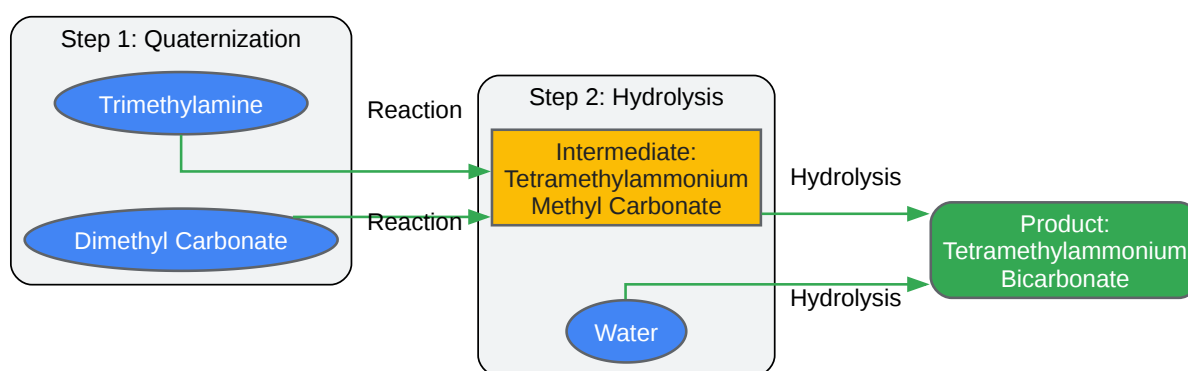 Step 1: Quaternization
Trimethylamine
Dimethyl Carbonate
Reaction
Reaction
Step 2: Hydrolysis
Intermediate:
Tetramethylammonium
Methyl Carbonate
Water
Hydrolysis
Hydrolysis
Product:
Tetramethylammonium
Bicarbonate